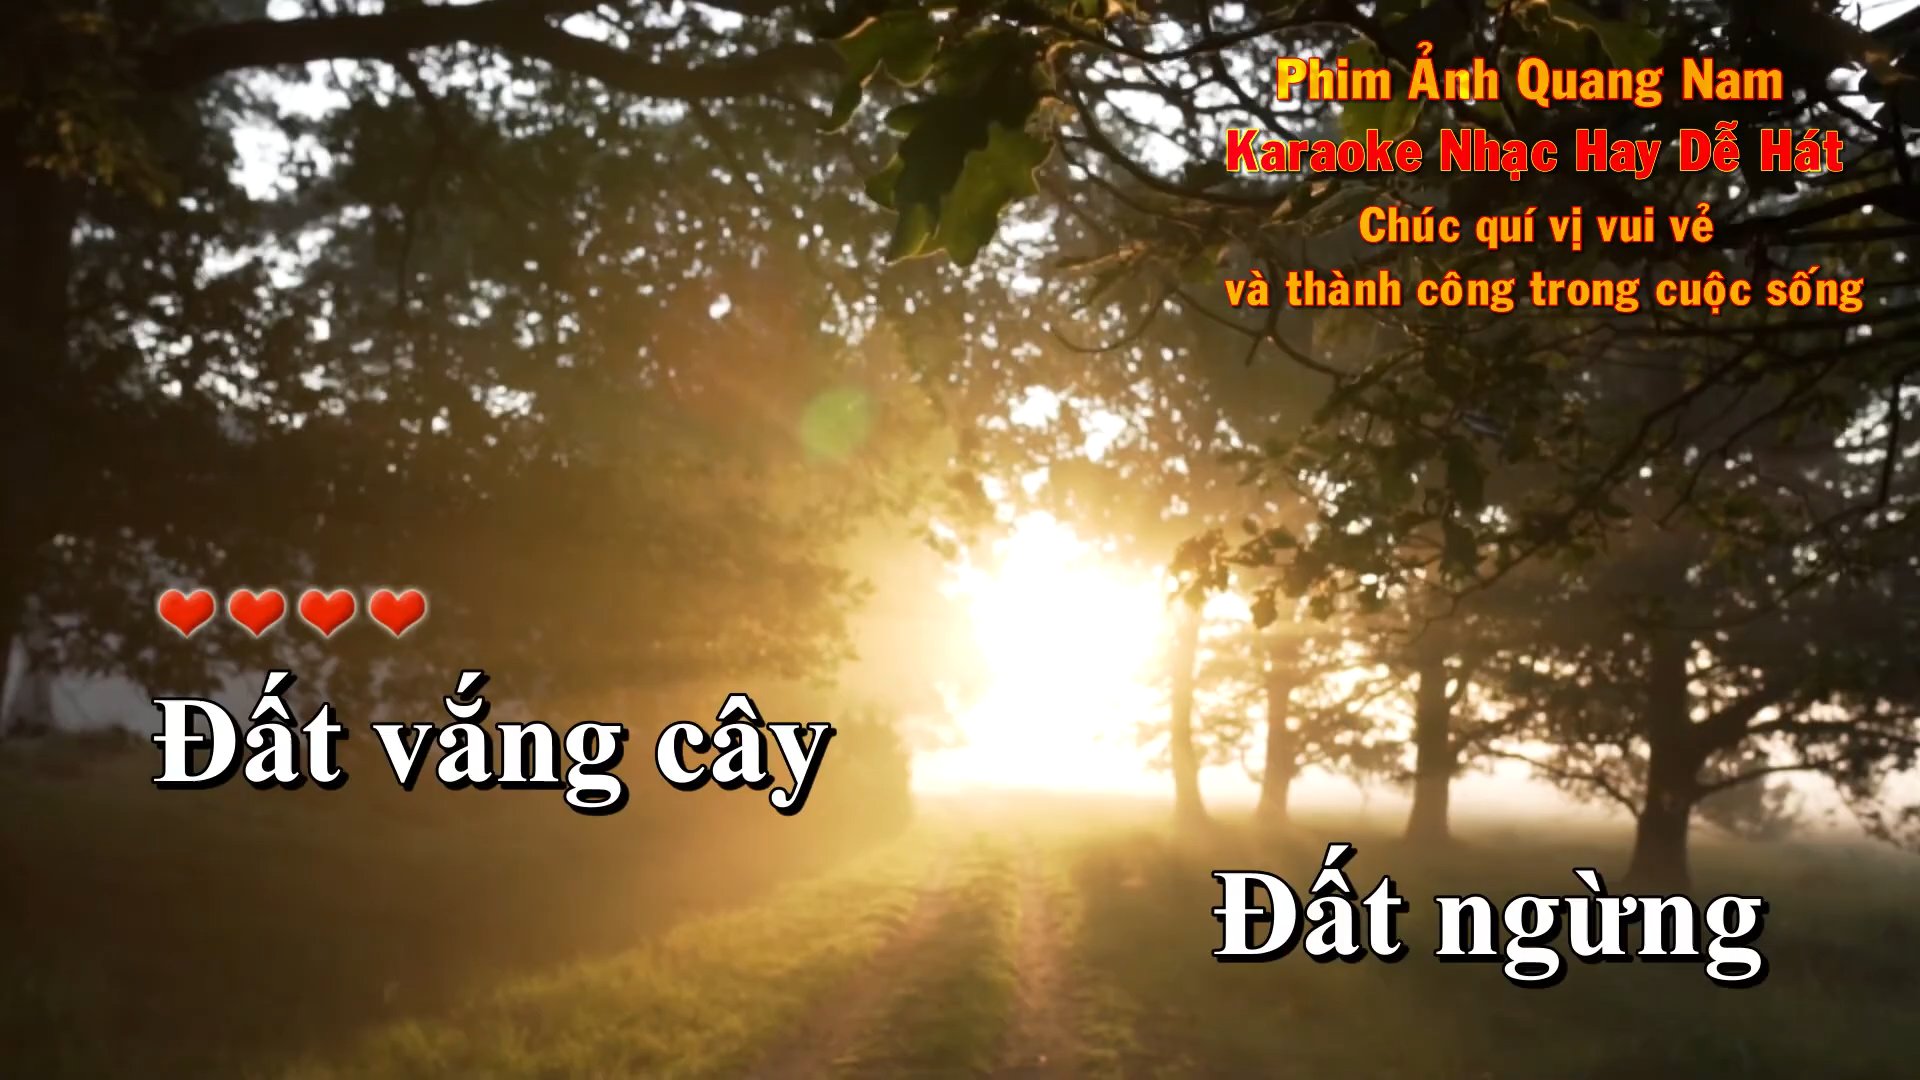 Phim Ảnh Quang Nam
Karaoke Nhạc Hay Dễ Hát
Chúc quí vị vui vẻ
và thành công trong cuộc sống
Đất vắng cây
Đất ngừng